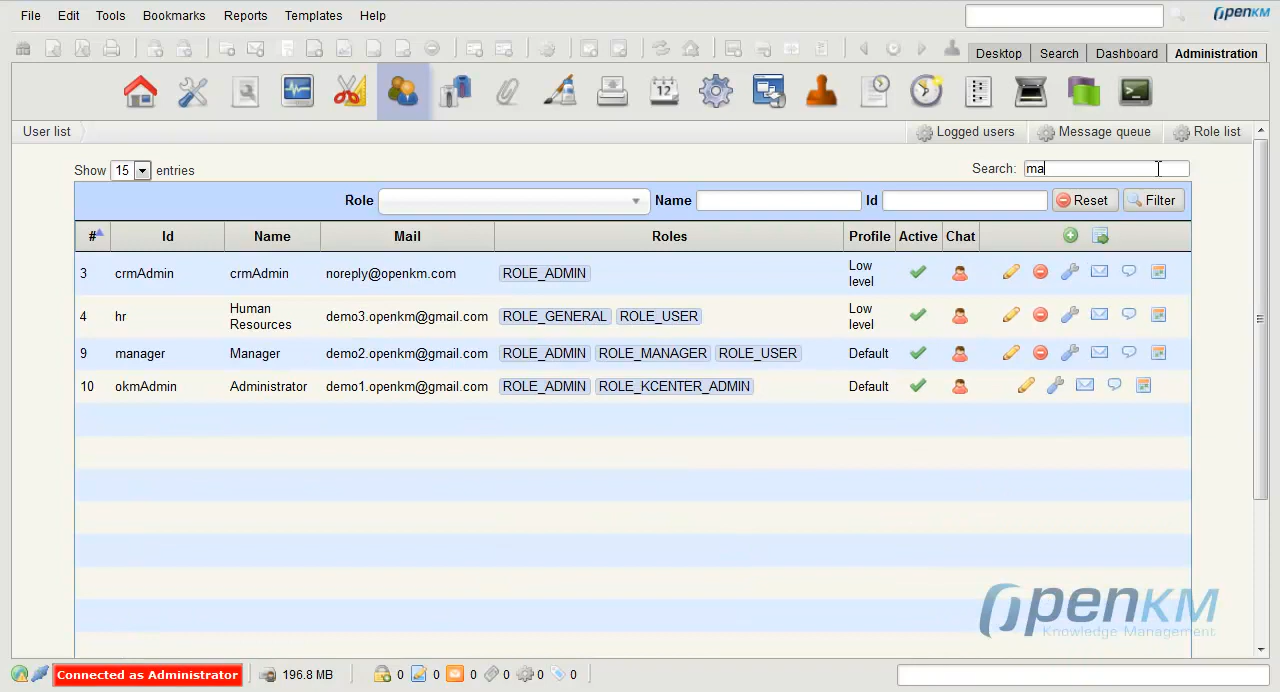 File Edit Tools Bookmarks Reports Templates Help
OPENKM
Desktop Search Dashboard Administration
12
User list Logged users Message queue Role list
Show 15 entries Search: ma
Role Name Id Reset Filter
# Id Name Mail Roles Profile Active Chat
3 crmAdmin crmAdmin noreply@openkm.com ROLE_ADMIN Low level
4 hr Human Resources demo3.openkm@gmail.com ROLE_GENERAL ROLE_USER Low level
9 manager Manager demo2.openkm@gmail.com ROLE_ADMIN ROLE_MANAGER ROLE_USER Default
10 okmAdmin Administrator demo1.openkm@gmail.com ROLE_ADMIN ROLE_KCENTER_ADMIN Default
OPENKM
Knowledge Management
Connected as Administrator 196.8 MB 0 0 0 0 0 0